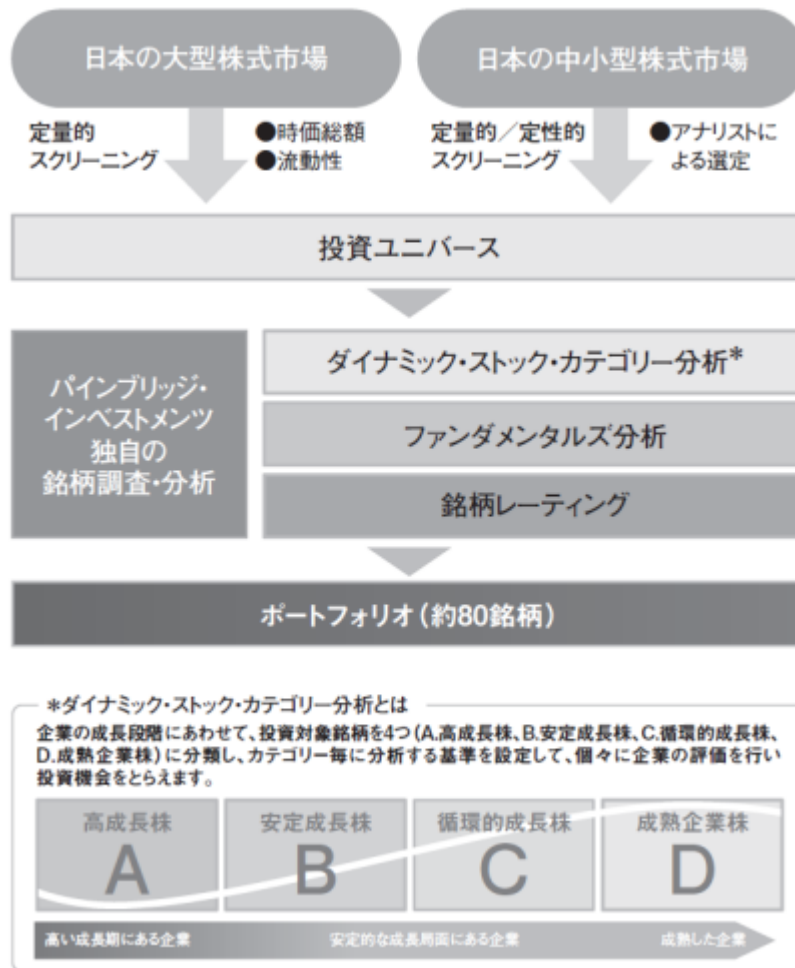 日本の大型株式市場
日本の中小型株式市場
定量的
スクリーニング
●時価総額
●流動性
定量的／定性的
スクリーニング
●アナリストに
よる選定
投資ユニバース
パインブリッジ・
インベストメンツ
独自の
銘柄調査・分析
ダイナミック・ストック・カテゴリー分析*
ファンダメンタルズ分析
銘柄レーティング
ポートフォリオ(約80銘柄)
*ダイナミック・ストック・カテゴリー分析とは
企業の成長段階にあわせて、投資対象銘柄を4つ(A.高成長株、B.安定成長株、C.循環的成長株、
D.成熟企業株)に分類し、カテゴリー毎に分析する基準を設定して、個々に企業の評価を行い
投資機会をとらえます。
高成長株
A
安定成長株
B
循環的成長株
C
成熟企業株
D
高い成長期にある企業
安定的な成長局面にある企業
成熟した企業